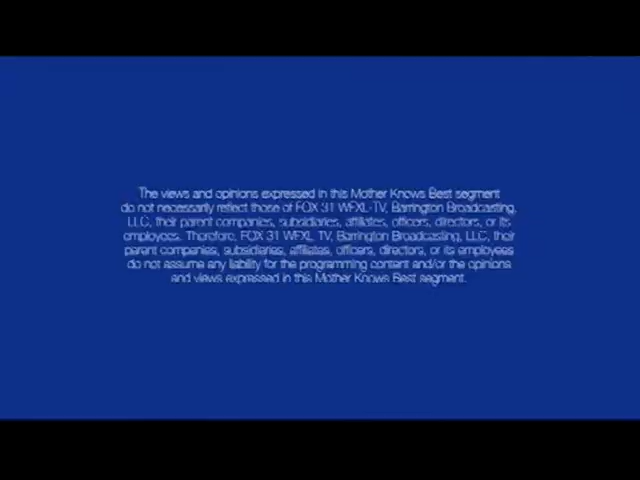 The views and opinions expressed in this Mother Knows Best segment
do not necessarily reflect those of FOX 31 WFXL-TV, Barrington Broadcasting,
LLC, their parent companies, subsidiaries, affiliates, officers, directors, or its
employees. Therefore, FOX 31 WFXL TV, Barrington Broadcasting, LLC, their
parent companies, subsidiaries, affiliates, officers, directors, or its employees
do not assume any liability for the programming content and/or the opinions
and views expressed in this Mother Knows Best segment.